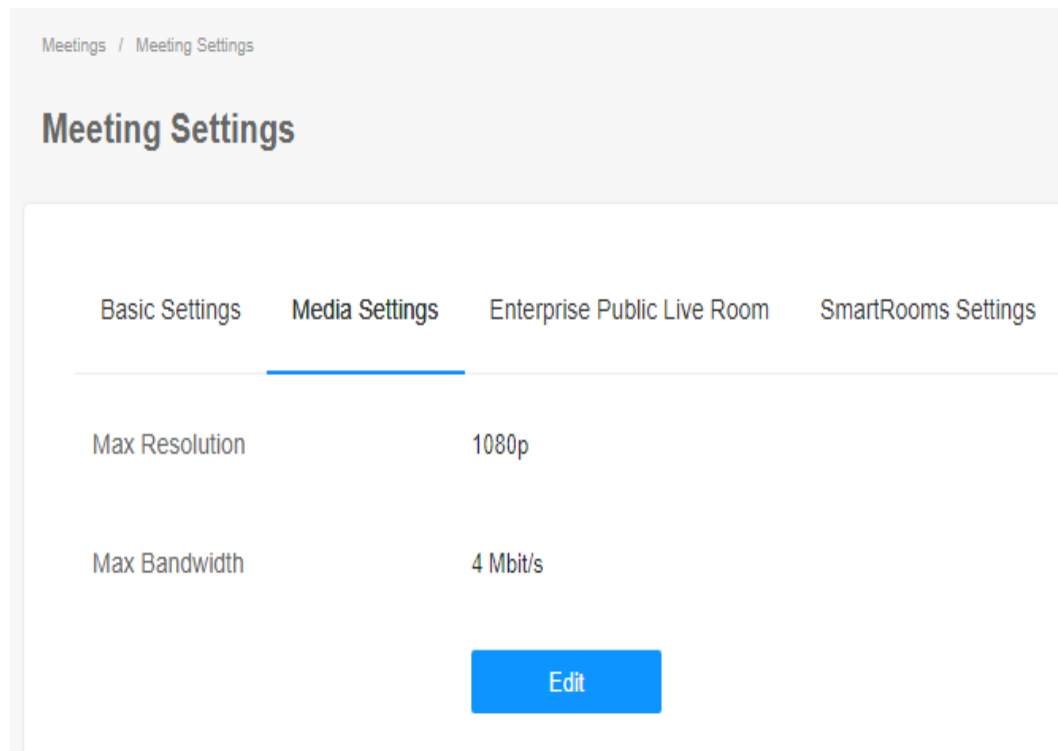 Meetings / Meeting Settings
Meeting Settings
Basic Settings Media Settings Enterprise Public Live Room SmartRooms Settings
Max Resolution 1080p
Max Bandwidth 4 Mbit/s
Edit